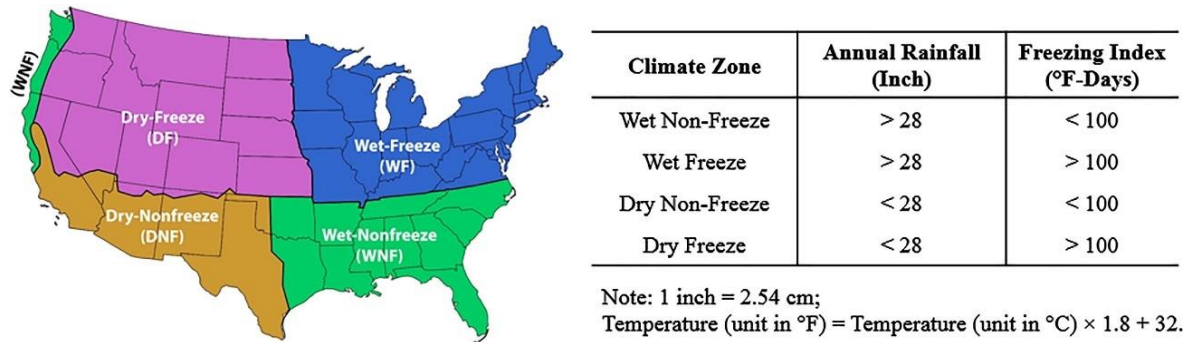 (WNF)
Dry-Freeze
(DF)
Wet-Freeze
(WF)
Dry-Nonfreeze
(DNF)
Wet-Nonfreeze
(WNF)
Climate Zone Annual Rainfall (Inch) Freezing Index (°F-Days)
Wet Non-Freeze > 28 < 100
Wet Freeze > 28 > 100
Dry Non-Freeze < 28 < 100
Dry Freeze < 28 > 100
Note: 1 inch = 2.54 cm;
Temperature (unit in °F) = Temperature (unit in °C) × 1.8 + 32.